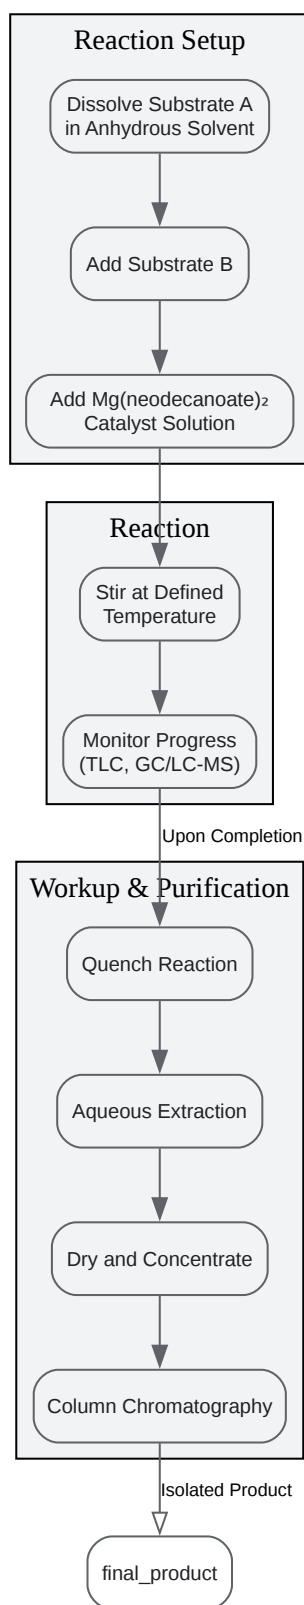 Reaction Setup
Dissolve Substrate A
in Anhydrous Solvent
Add Substrate B
Add Mg(neodecanoate)₂
Catalyst Solution
Reaction
Stir at Defined
Temperature
Monitor Progress
(TLC, GC/LC-MS)
Upon Completion
Workup & Purification
Quench Reaction
Aqueous Extraction
Dry and Concentrate
Column Chromatography
Isolated Product
final_product